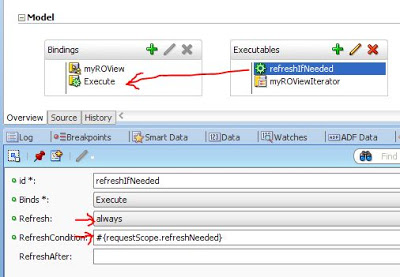 Model
Bindings
Executables
myROView
Execute
refreshIfNeeded
myROViewIterator
Overview Source History
Log Breakpoints Smart Data Data Watches ADF Data
Find
id *: refreshIfNeeded
Binds *: Execute
Refresh: always
RefreshCondition: #{requestScope.refreshNeeded}
RefreshAfter: